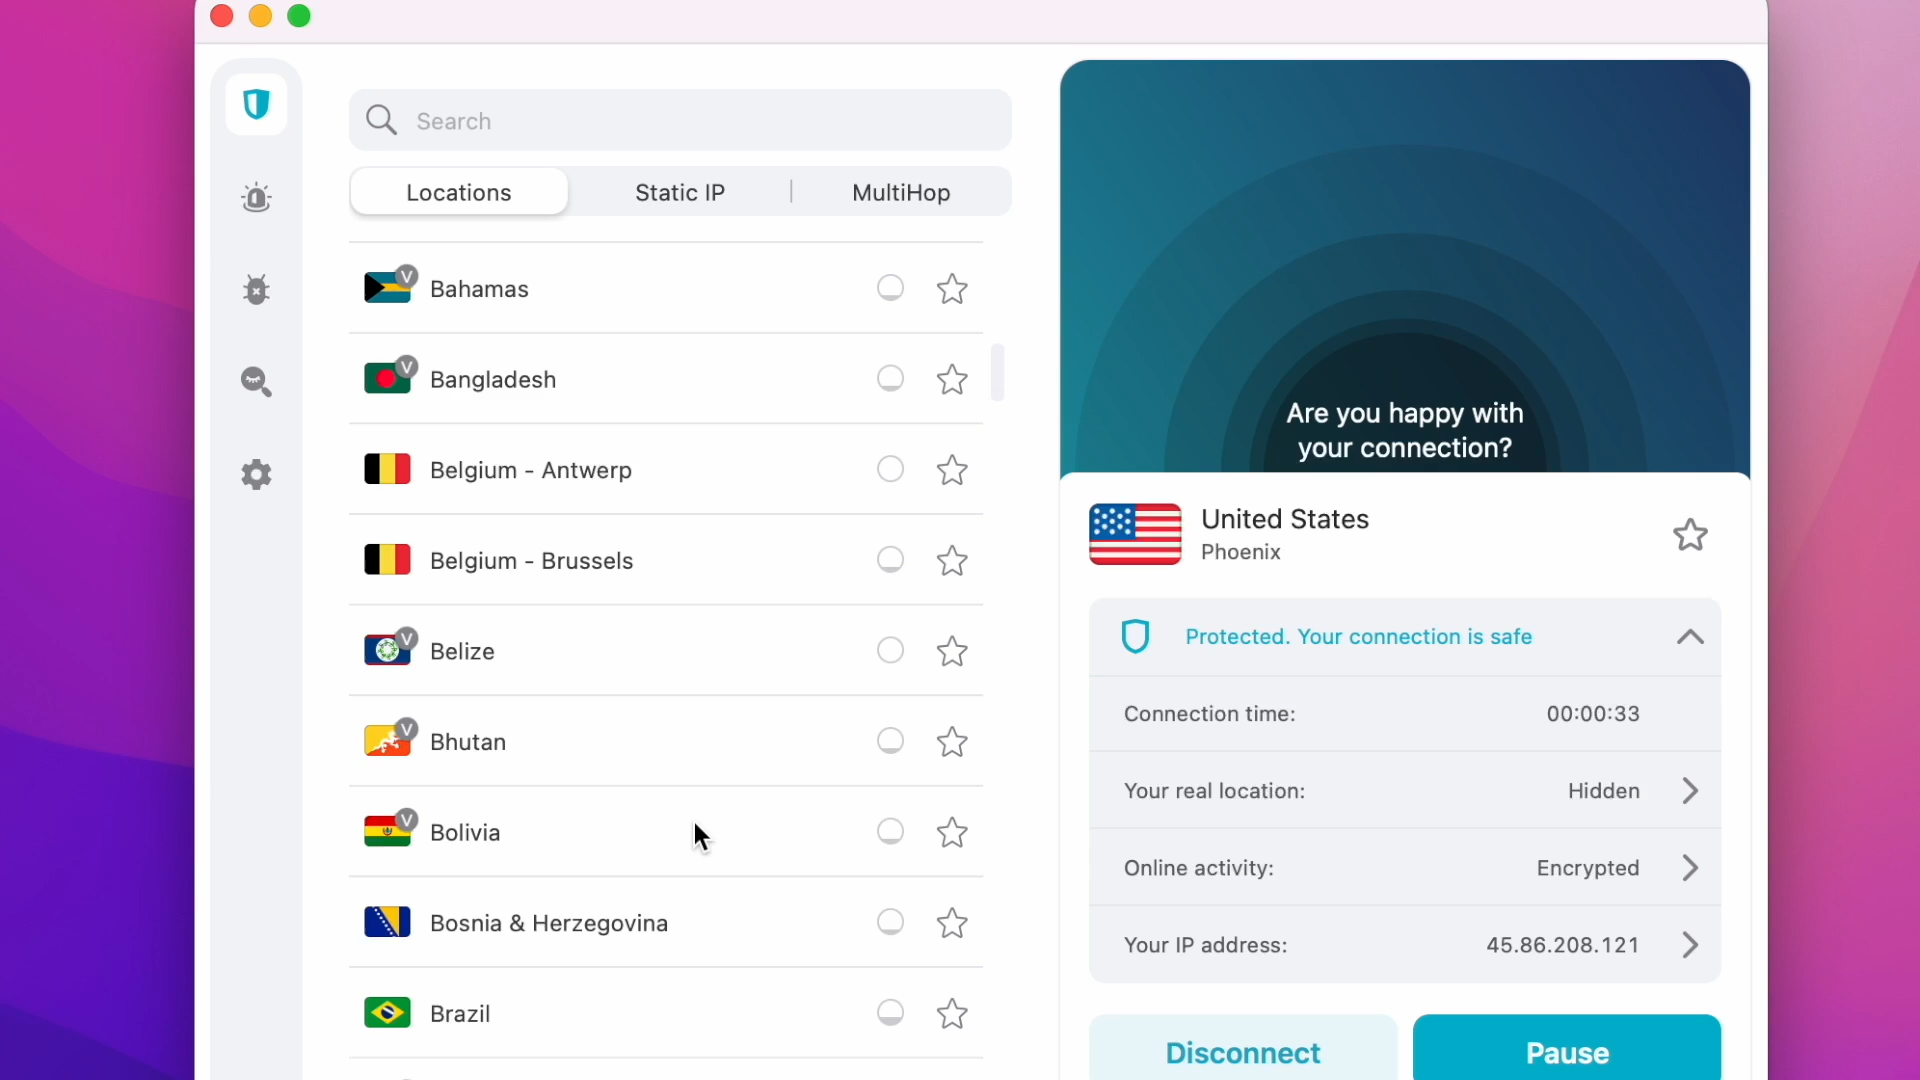 Search
Locations
Static IP
MultiHop
V
Bahamas
V
Bangladesh
Belgium - Antwerp
Belgium - Brussels
V
Belize
V
Bhutan
V
Bolivia
Bosnia & Herzegovina
Brazil
Are you happy with
your connection?
United States
Phoenix
Protected. Your connection is safe
Connection time: 00:00:33
Your real location: Hidden
Online activity: Encrypted
Your IP address: 45.86.208.121
Disconnect
Pause